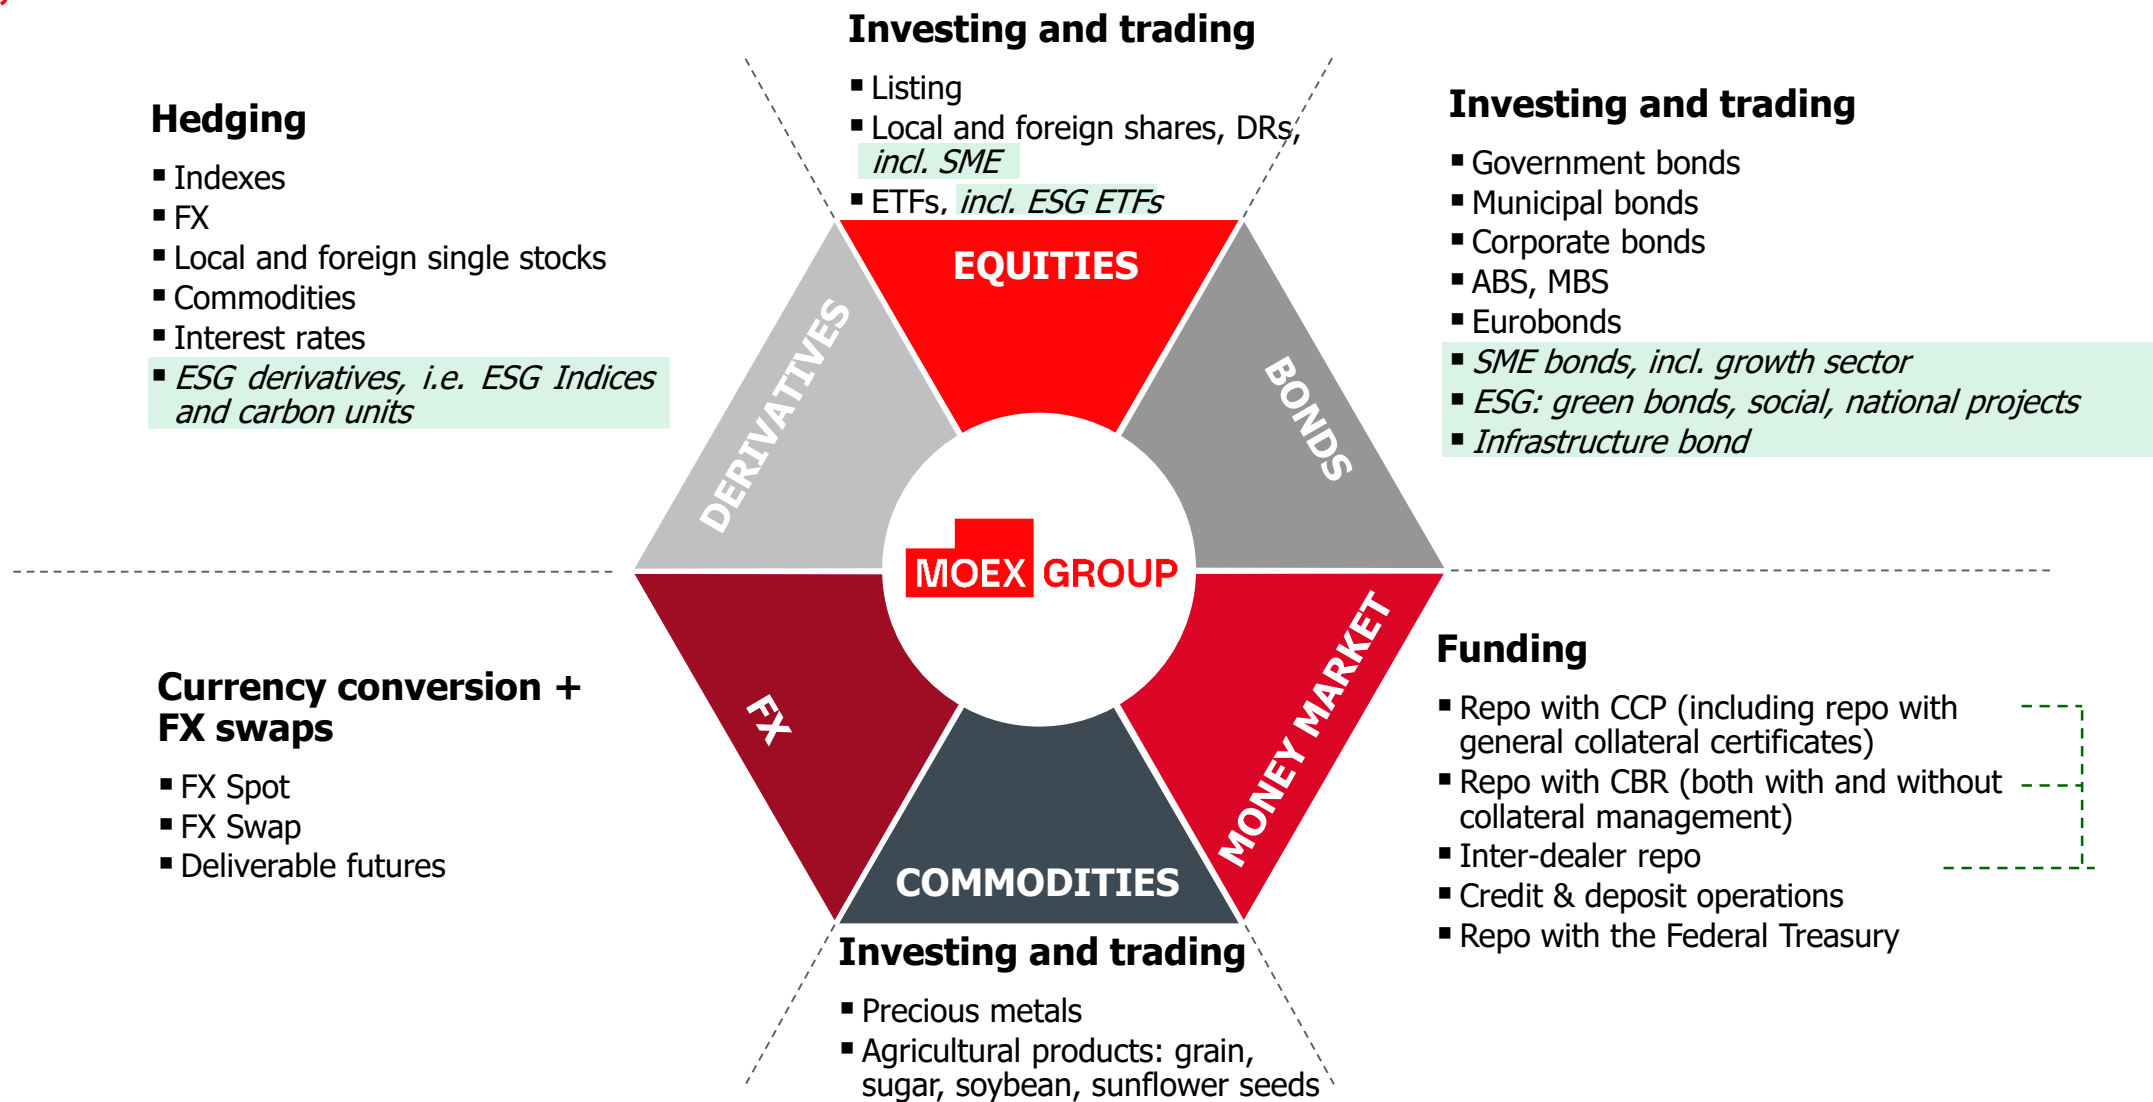 Investing and trading
▪ Listing
▪ Local and foreign shares, DRs,
incl. SME
▪ ETFs, incl. ESG ETFs
Hedging
▪ Indexes
▪ FX
▪ Local and foreign single stocks
▪ Commodities
▪ Interest rates
▪ ESG derivatives, i.e. ESG Indices
and carbon units
Investing and trading
▪ Government bonds
▪ Municipal bonds
▪ Corporate bonds
▪ ABS, MBS
▪ Eurobonds
▪ SME bonds, incl. growth sector
▪ ESG: green bonds, social, national projects
▪ Infrastructure bond
EQUITIES
DERIVATIVES
BONDS
MOEX GROUP
FX
MONEY MARKET
COMMODITIES
Currency conversion +
FX swaps
▪ FX Spot
▪ FX Swap
▪ Deliverable futures
Funding
▪ Repo with CCP (including repo with
general collateral certificates)
▪ Repo with CBR (both with and without
collateral management)
▪ Inter-dealer repo
▪ Credit & deposit operations
▪ Repo with the Federal Treasury
Investing and trading
▪ Precious metals
▪ Agricultural products: grain,
sugar, soybean, sunflower seeds